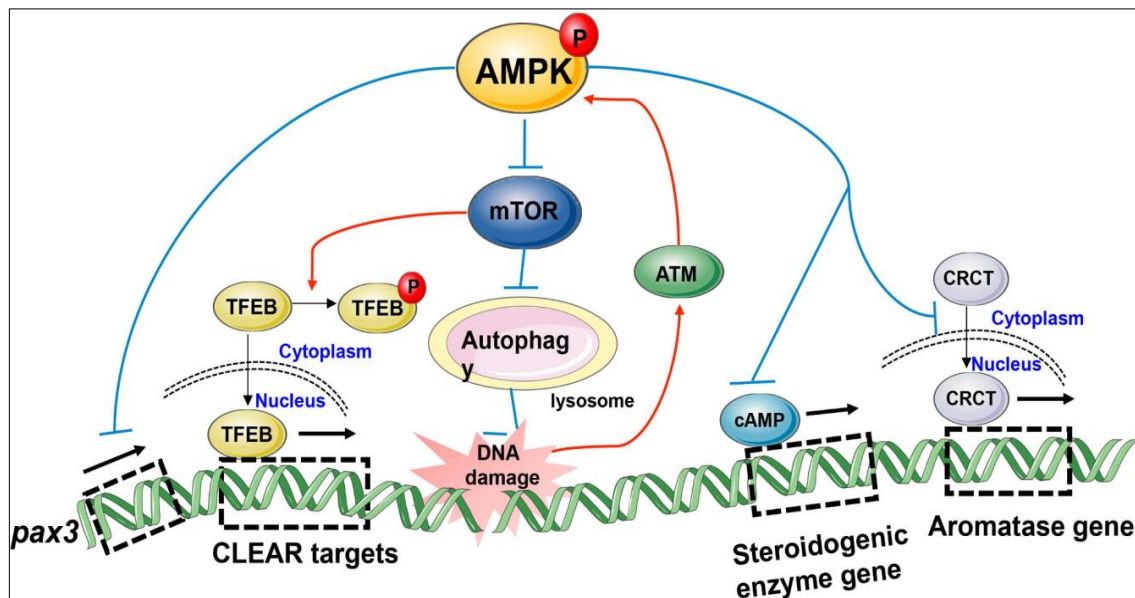 P
AMPK
mTOR
ATM
TFEB
TFEB
P
CRCT
Cytoplasm
Cytoplasm
Autophag
y
lysosome
Nucleus
Nucleus
TFEB
cAMP
CRCT
DNA
damage
pax3
CLEAR targets
Steroidogenic
enzyme gene
Aromatase gene